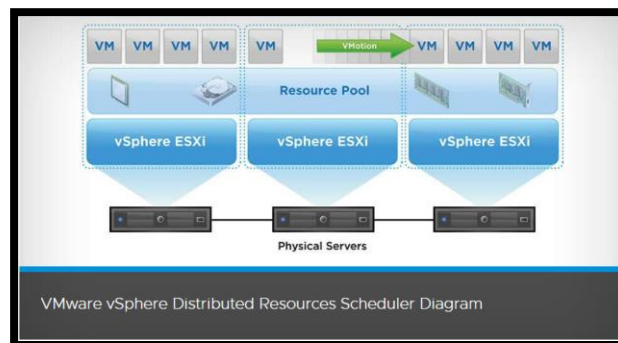 VM VM VM VM VM VMotion VM VM VM VM
Resource Pool
vSphere ESXi vSphere ESXi vSphere ESXi
Physical Servers
VMware vSphere Distributed Resources Scheduler Diagram